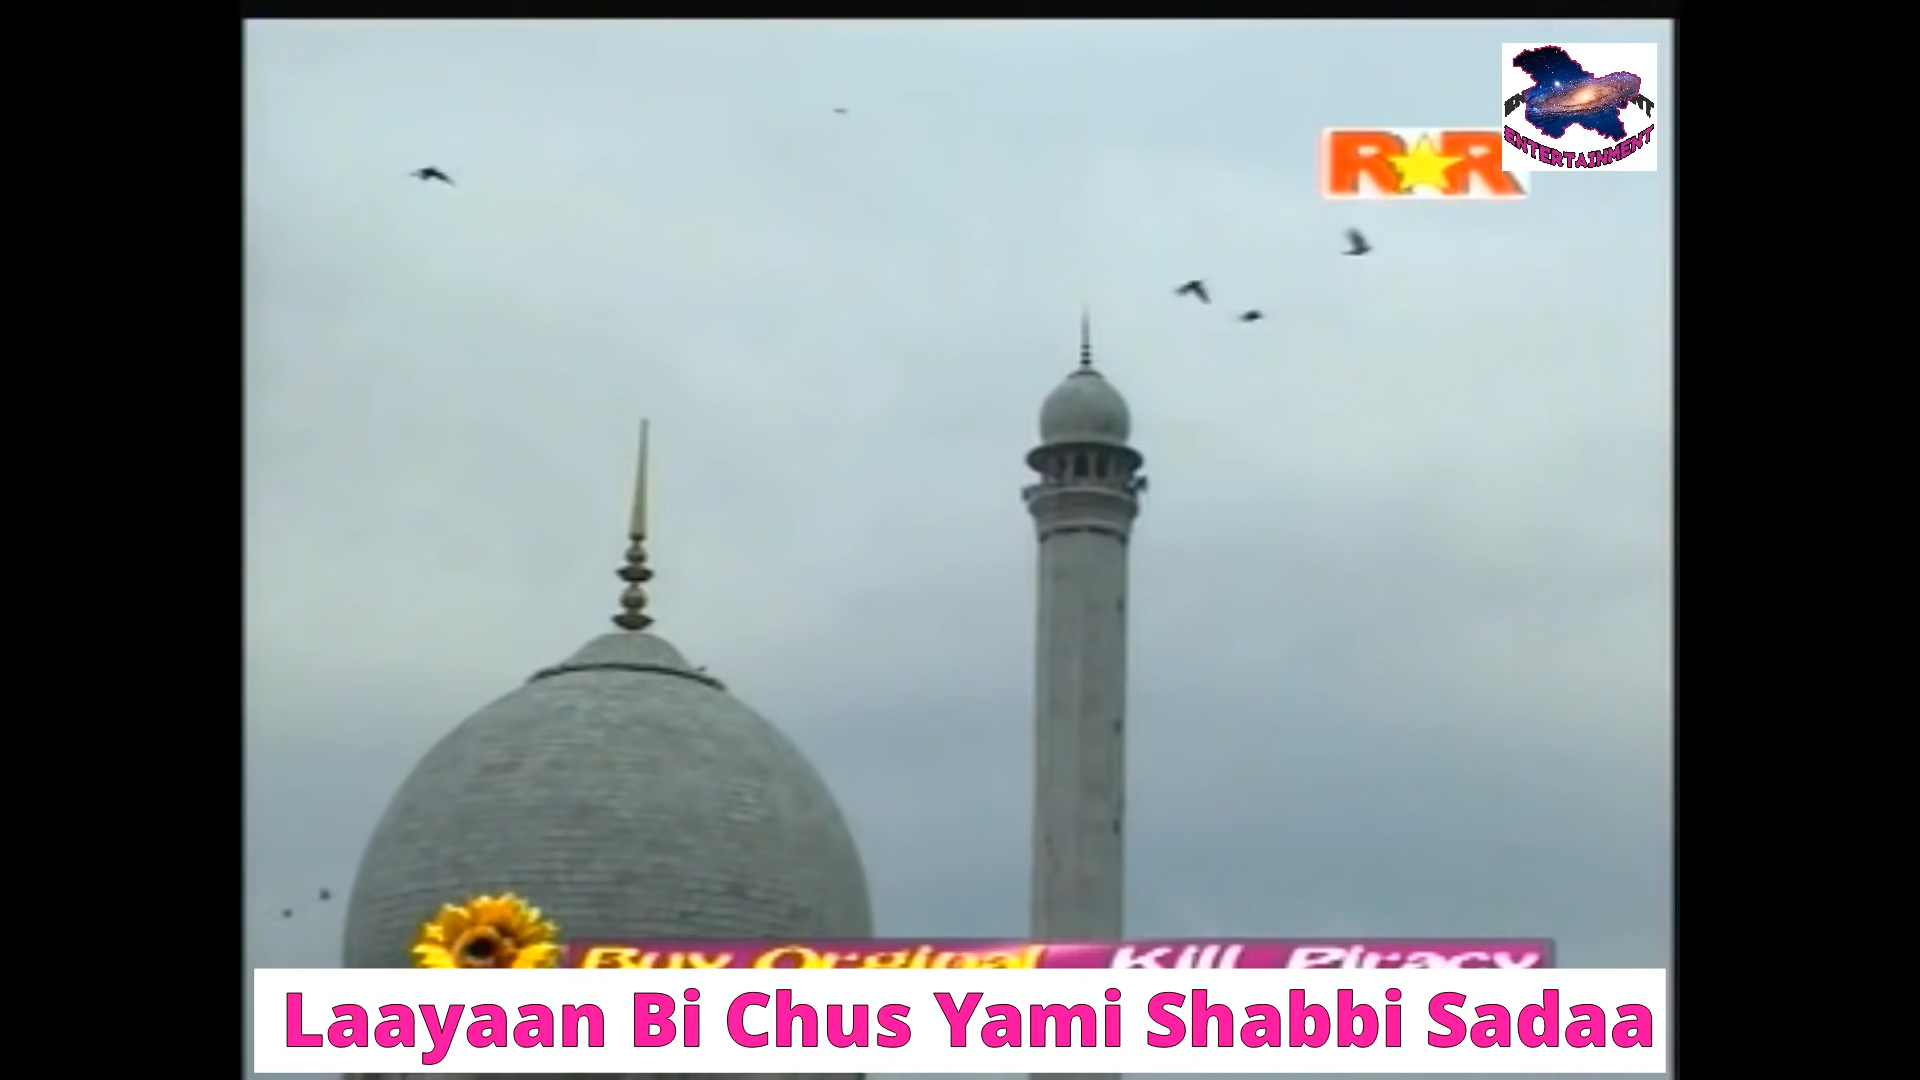 R★R
ENTERTAINMENT
Buy Orginal Kill Piracy
Laayaan Bi Chus Yami Shabbi Sadaa